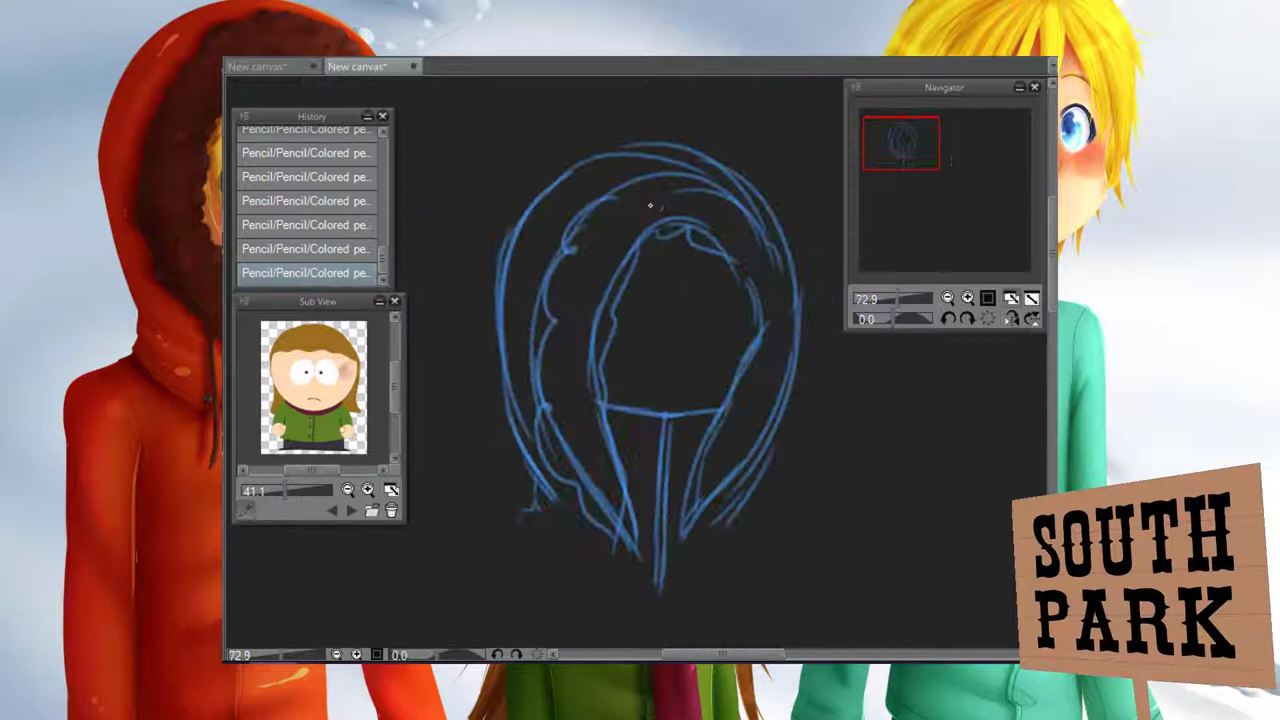 New canvas*
New canvas*
Navigator
History
Pencil/Pencil/Colored pe..
Pencil/Pencil/Colored pe..
Pencil/Pencil/Colored pe..
Pencil/Pencil/Colored pe..
Pencil/Pencil/Colored pe..
Pencil/Pencil/Colored pe..
Pencil/Pencil/Colored pe..
72.9
0.0
Sub View
41.1
72.9
0.0
SOUTH
PARK